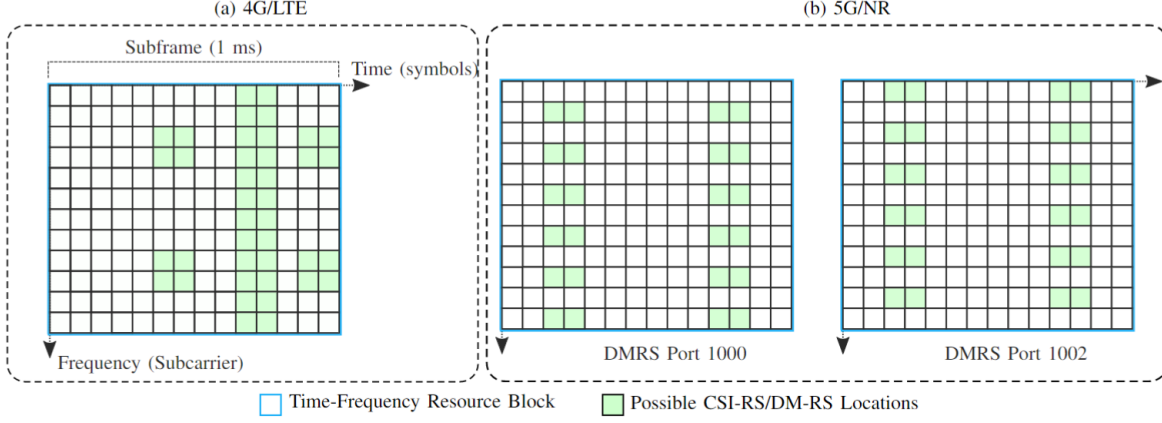 (a) 4G/LTE
(b) 5G/NR
Subframe (1 ms)
Time (symbols)
Frequency (Subcarrier)
DMRS Port 1000
DMRS Port 1002
Time-Frequency Resource Block
Possible CSI-RS/DM-RS Locations